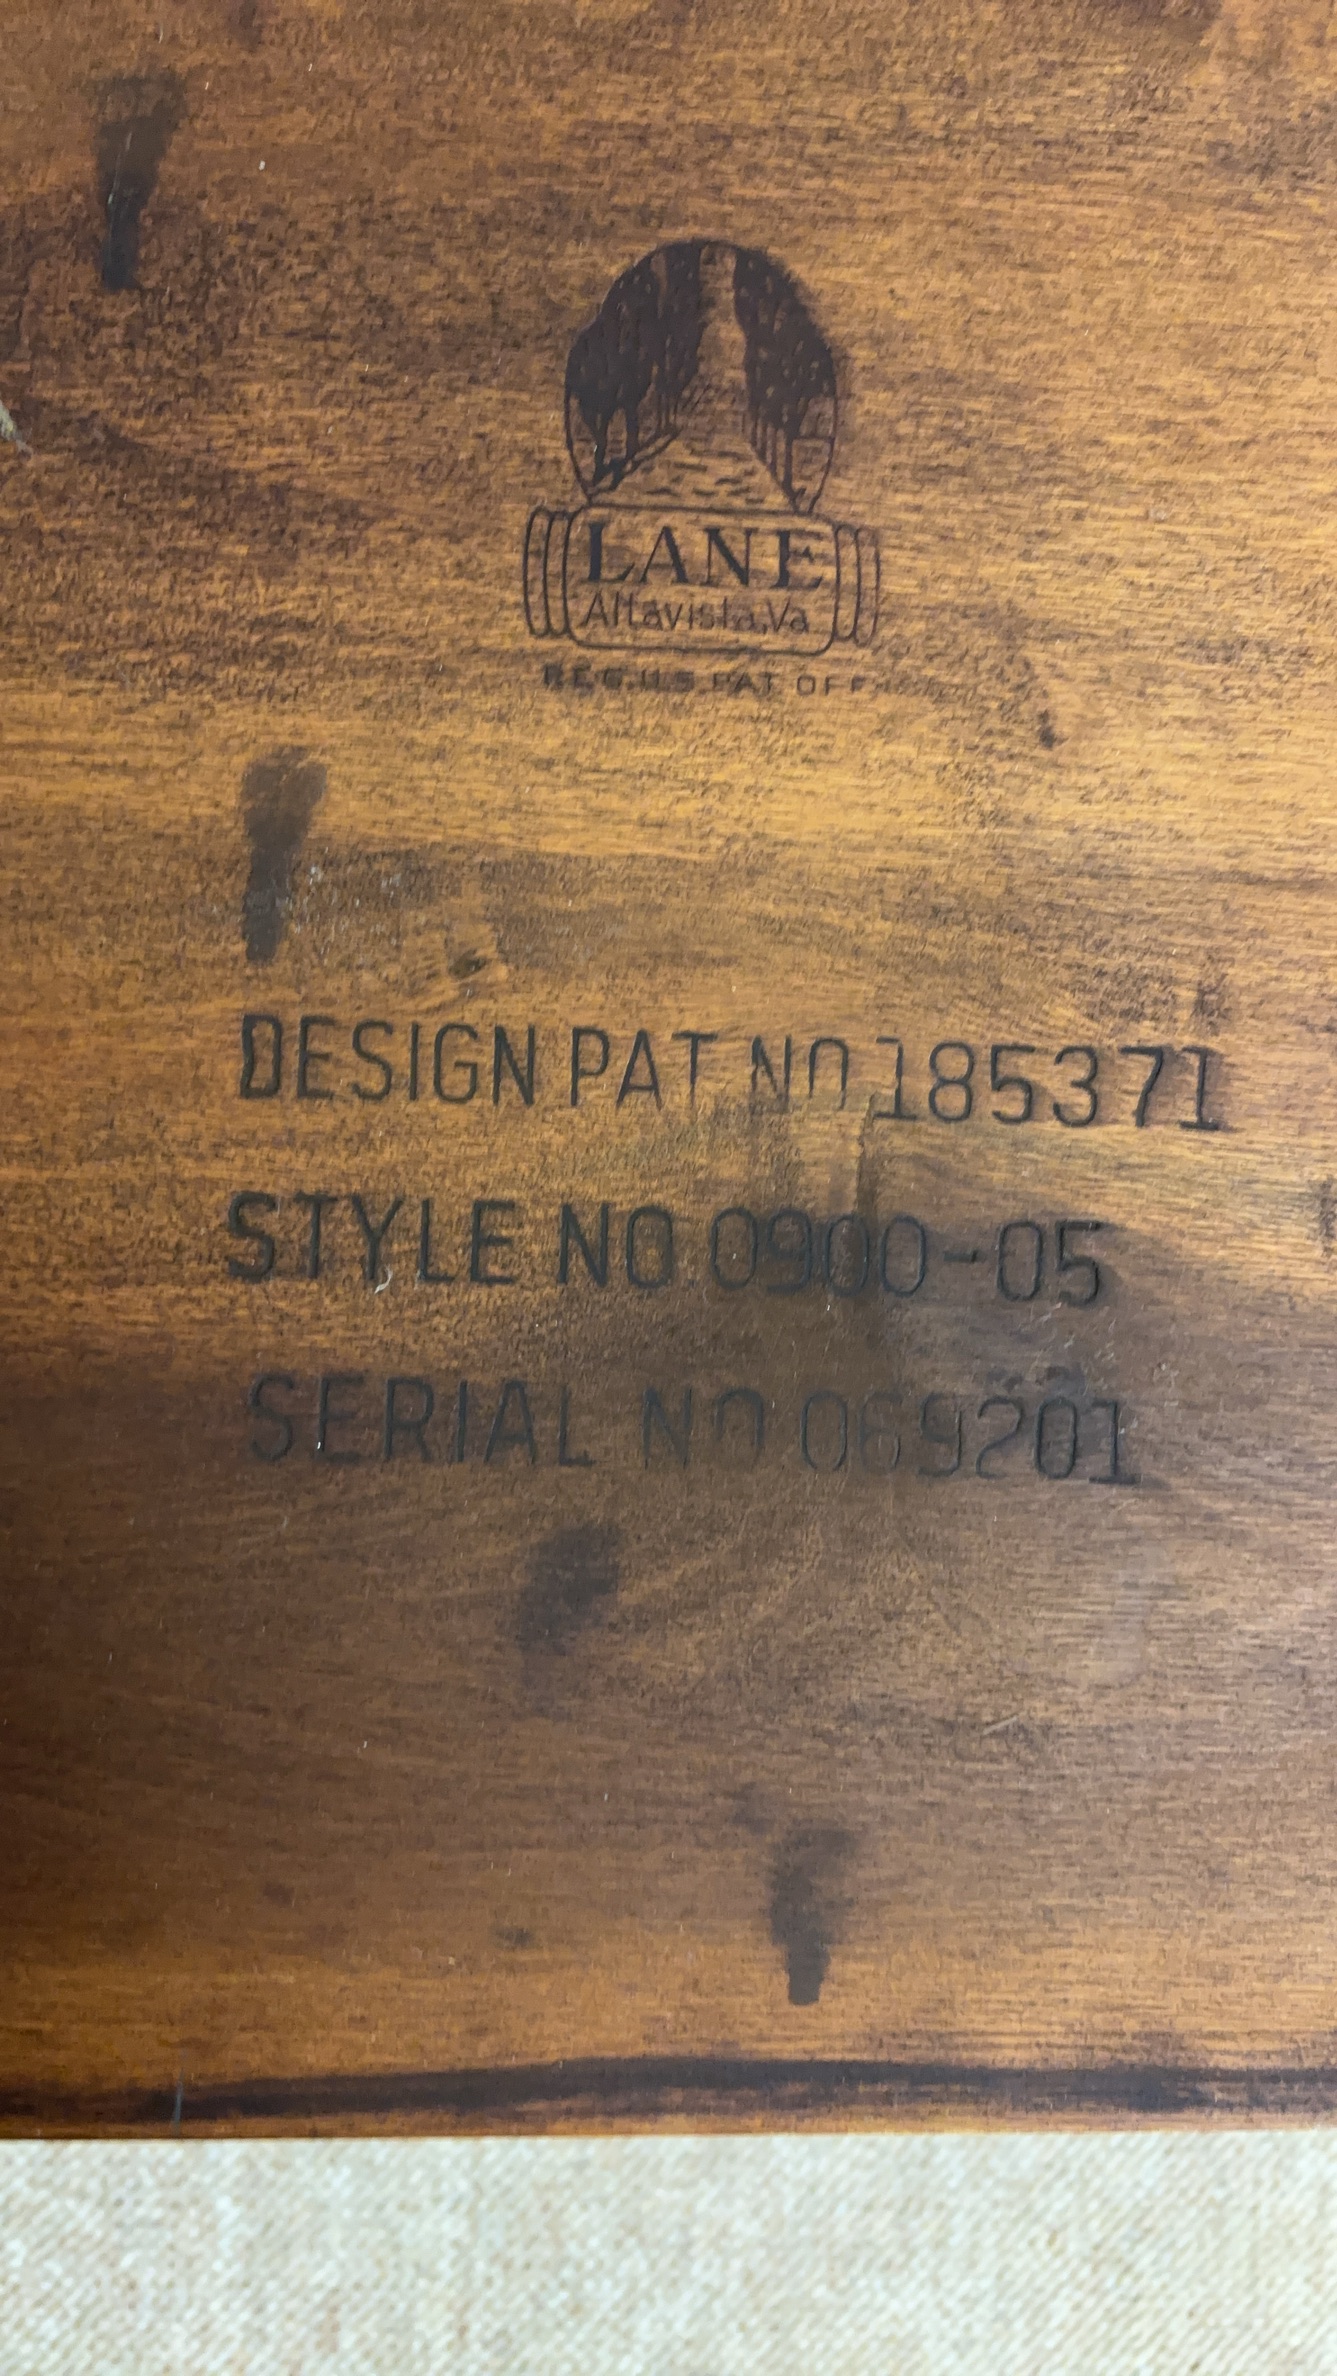 LANE
Altavista, Va
REG. U.S. PAT. OFF.
DESIGN PAT NO.185371
STYLE NO.0900-05
SERIAL NO.069201